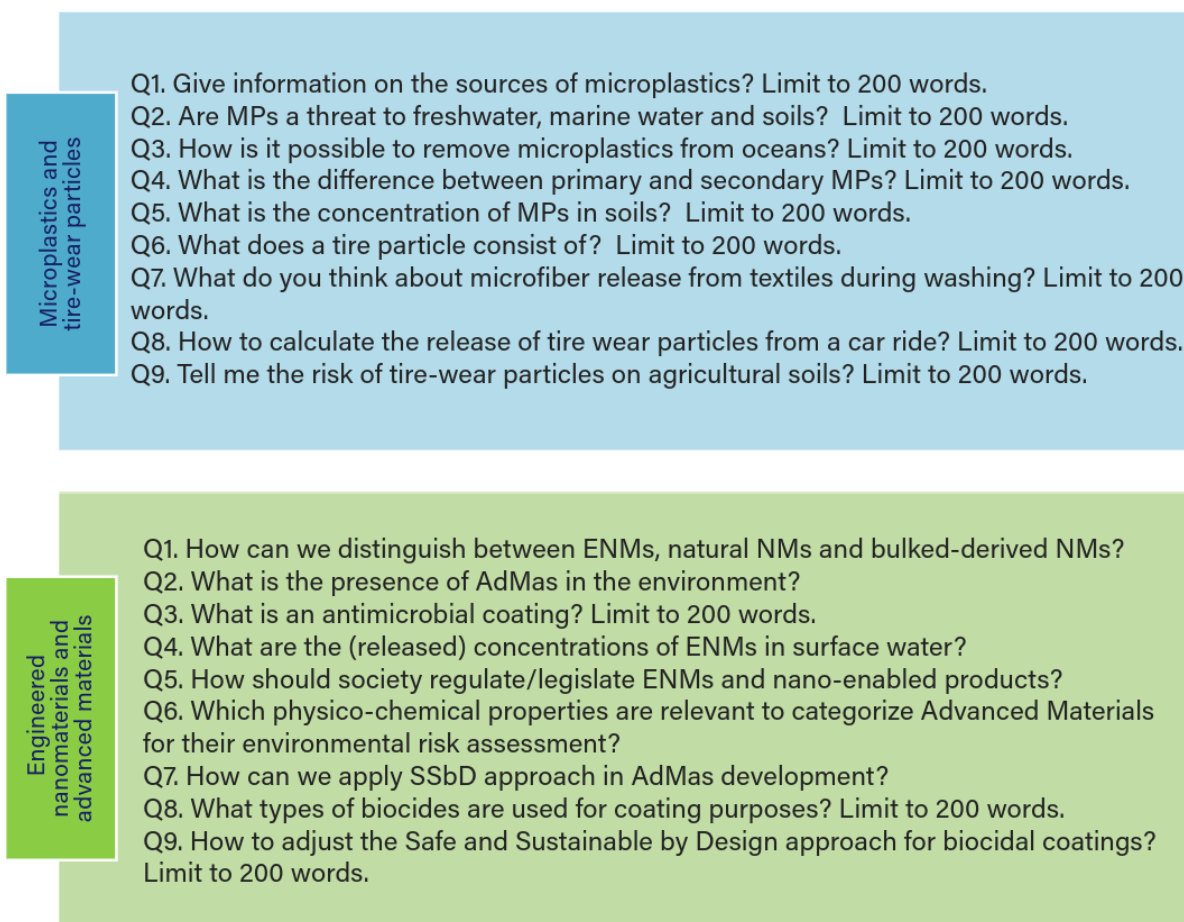 Microplastics and
tire-wear particles
Q1. Give information on the sources of microplastics? Limit to 200 words.
Q2. Are MPs a threat to freshwater, marine water and soils?  Limit to 200 words.
Q3. How is it possible to remove microplastics from oceans? Limit to 200 words.
Q4. What is the difference between primary and secondary MPs? Limit to 200 words.
Q5. What is the concentration of MPs in soils?  Limit to 200 words.
Q6. What does a tire particle consist of?  Limit to 200 words.
Q7. What do you think about microfiber release from textiles during washing? Limit to 200
words.
Q8. How to calculate the release of tire wear particles from a car ride? Limit to 200 words.
Q9. Tell me the risk of tire-wear particles on agricultural soils? Limit to 200 words.
Engineered
nanomaterials and
advanced materials
Q1. How can we distinguish between ENMs, natural NMs and bulked-derived NMs?
Q2. What is the presence of AdMas in the environment?
Q3. What is an antimicrobial coating? Limit to 200 words.
Q4. What are the (released) concentrations of ENMs in surface water?
Q5. How should society regulate/legislate ENMs and nano-enabled products?
Q6. Which physico-chemical properties are relevant to categorize Advanced Materials
for their environmental risk assessment?
Q7. How can we apply SSbD approach in AdMas development?
Q8. What types of biocides are used for coating purposes? Limit to 200 words.
Q9. How to adjust the Safe and Sustainable by Design approach for biocidal coatings?
Limit to 200 words.